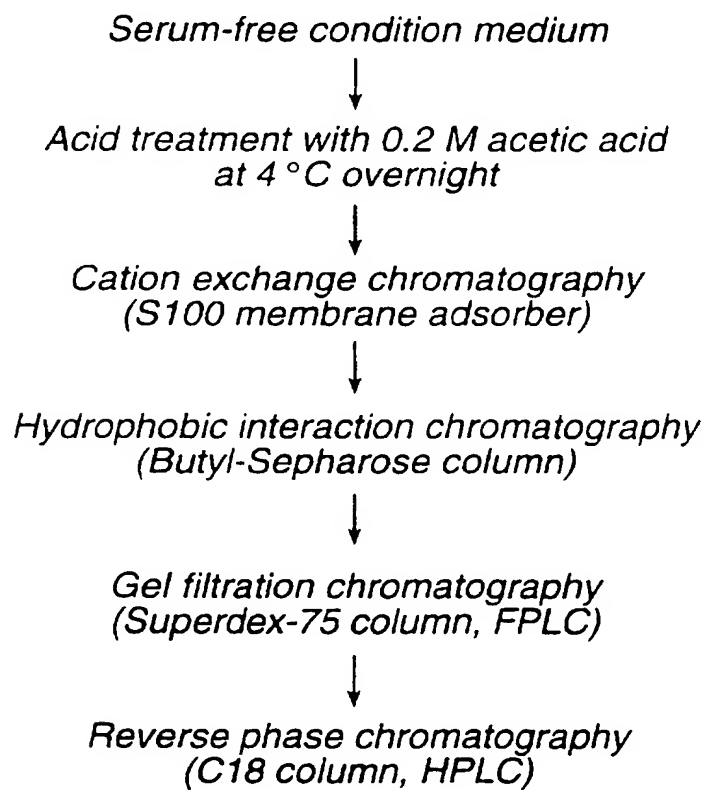 Serum-free condition medium
Acid treatment with 0.2 M acetic acid
at 4 °C overnight
Cation exchange chromatography
(S100 membrane adsorber)
Hydrophobic interaction chromatography
(Butyl-Sepharose column)
Gel filtration chromatography
(Superdex-75 column, FPLC)
Reverse phase chromatography
(C18 column, HPLC)